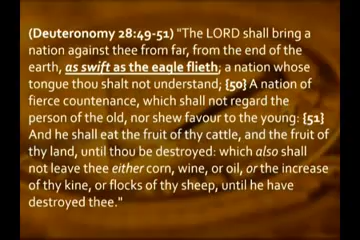 (Deuteronomy 28:49-51) "The LORD shall bring a
nation against thee from far, from the end of the
earth, as swift as the eagle flieth; a nation whose
tongue thou shalt not understand; {50} A nation of
fierce countenance, which shall not regard the
person of the old, nor shew favour to the young: {51}
And he shall eat the fruit of thy cattle, and the fruit of
thy land, until thou be destroyed: which also shall
not leave thee either corn, wine, or oil, or the increase
of thy kine, or flocks of thy sheep, until he have
destroyed thee."